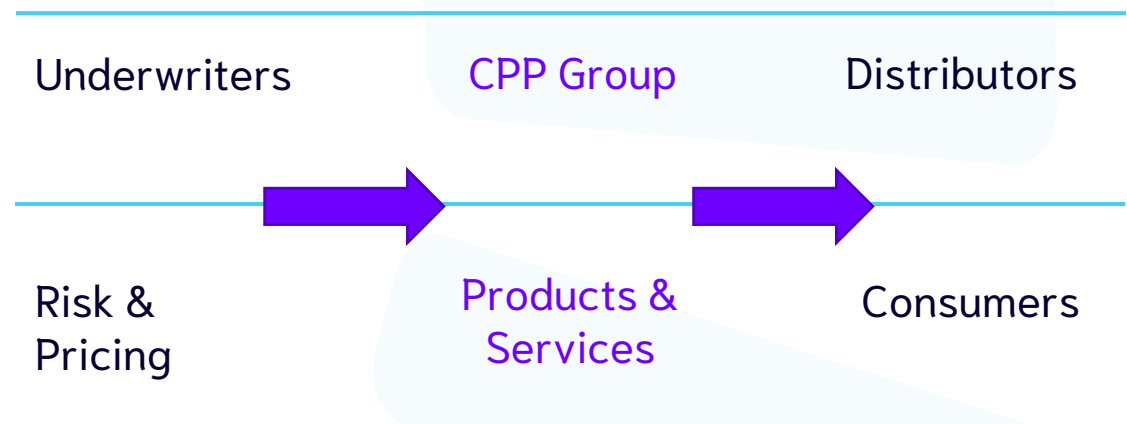 Underwriters
CPP Group
Distributors
Risk &
Pricing
Products &
Services
Consumers